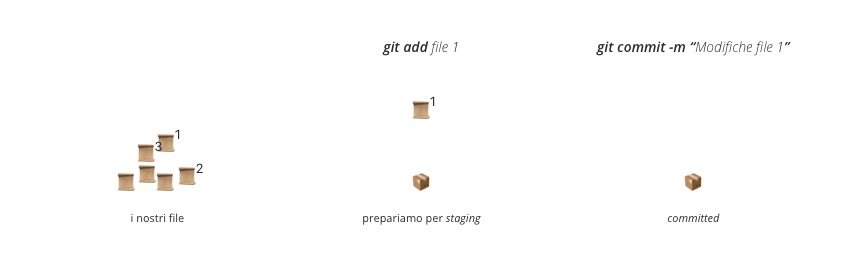 git add file 1
git commit -m “Modifiche file 1”
1
1
3
2
i nostri file
prepariamo per staging
committed